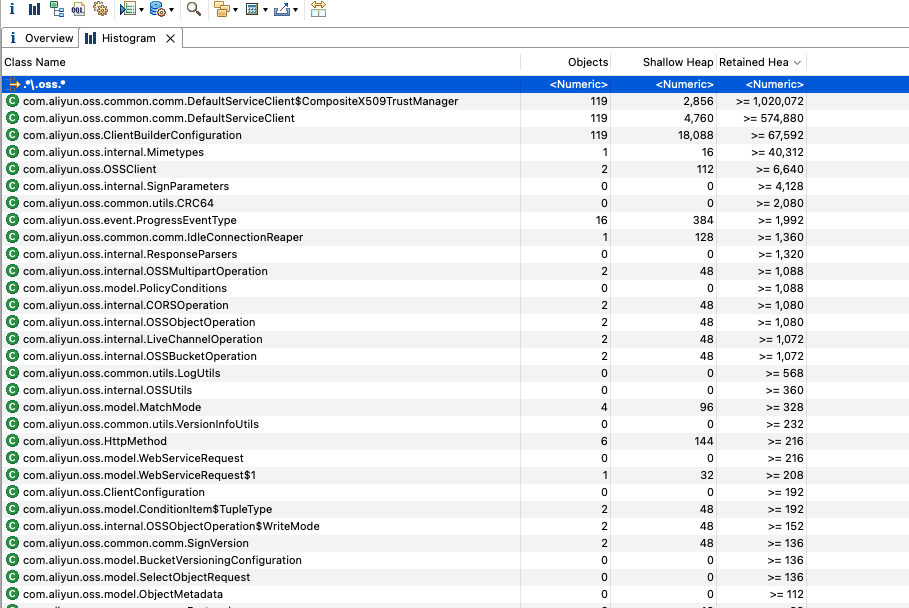 OQL
i Overview Histogram
Class Name Objects Shallow Heap Retained Hea
.*\.oss.* <Numeric> <Numeric> <Numeric>
C com.aliyun.oss.common.comm.DefaultServiceClient$CompositeX509TrustManager 119 2,856 >= 1,020,072
C com.aliyun.oss.common.comm.DefaultServiceClient 119 4,760 >= 574,880
C com.aliyun.oss.ClientBuilderConfiguration 119 18,088 >= 67,592
C com.aliyun.oss.internal.Mimetypes 1 16 >= 40,312
C com.aliyun.oss.OSSClient 2 112 >= 6,640
C com.aliyun.oss.internal.SignParameters 0 0 >= 4,128
C com.aliyun.oss.common.utils.CRC64 0 0 >= 2,080
C com.aliyun.oss.event.ProgressEventType 16 384 >= 1,992
C com.aliyun.oss.common.comm.IdleConnectionReaper 1 128 >= 1,360
C com.aliyun.oss.internal.ResponseParsers 0 0 >= 1,320
C com.aliyun.oss.internal.OSSMultipartOperation 2 48 >= 1,088
C com.aliyun.oss.model.PolicyConditions 0 0 >= 1,088
C com.aliyun.oss.internal.CORSOperation 2 48 >= 1,080
C com.aliyun.oss.internal.OSSObjectOperation 2 48 >= 1,080
C com.aliyun.oss.internal.LiveChannelOperation 2 48 >= 1,072
C com.aliyun.oss.internal.OSSBucketOperation 2 48 >= 1,072
C com.aliyun.oss.common.utils.LogUtils 0 0 >= 568
C com.aliyun.oss.internal.OSSUtils 0 0 >= 360
C com.aliyun.oss.model.MatchMode 4 96 >= 328
C com.aliyun.oss.common.utils.VersionInfoUtils 0 0 >= 232
C com.aliyun.oss.HttpMethod 6 144 >= 216
C com.aliyun.oss.model.WebServiceRequest 0 0 >= 216
C com.aliyun.oss.model.WebServiceRequest$1 1 32 >= 208
C com.aliyun.oss.ClientConfiguration 0 0 >= 192
C com.aliyun.oss.model.ConditionItem$TupleType 2 48 >= 192
C com.aliyun.oss.internal.OSSObjectOperation$WriteMode 2 48 >= 152
C com.aliyun.oss.common.comm.SignVersion 2 48 >= 136
C com.aliyun.oss.model.BucketVersioningConfiguration 0 0 >= 136
C com.aliyun.oss.model.SelectObjectRequest 0 0 >= 136
C com.aliyun.oss.model.ObjectMetadata 0 0 >= 112